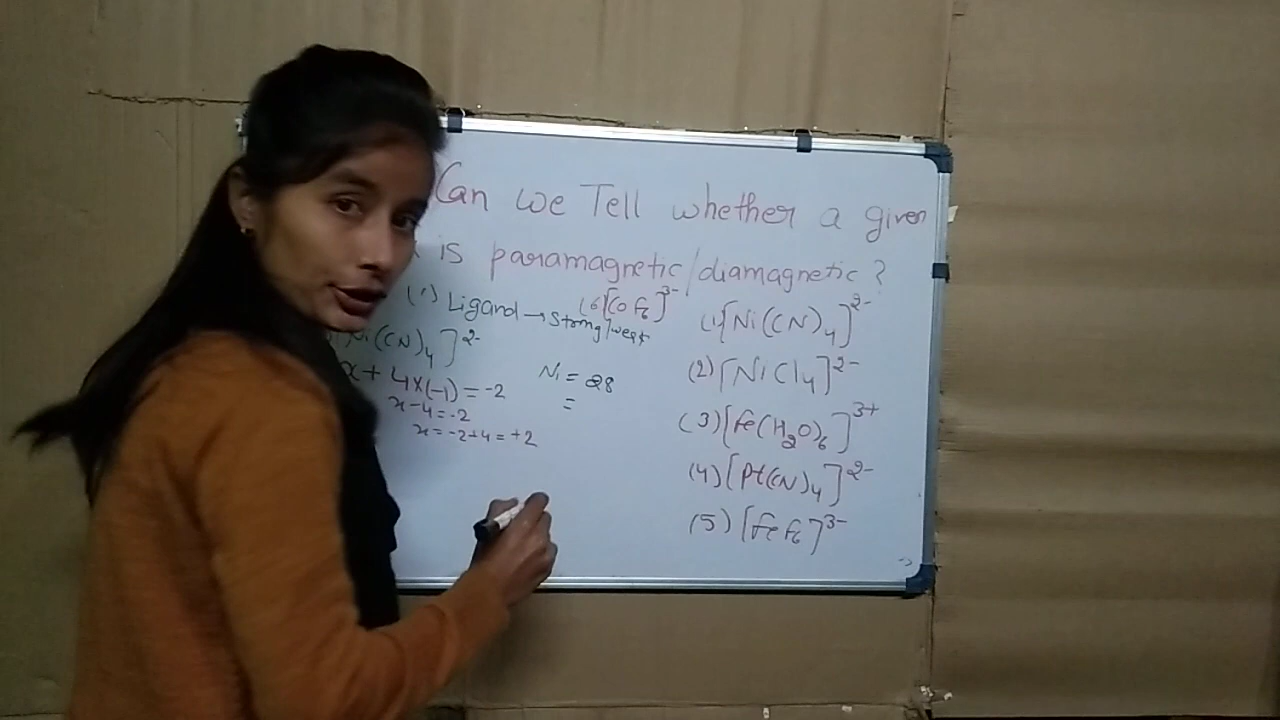 Can we Tell whether a given
is paramagnetic/diamagnetic?
(1) Ligand → Strong/weak
(6) [CoF6]3-
Ni(CN)4]2-
x + 4×(-1) = -2
x-4 = -2
x = -2+4 = +2
Ni = 28
=
(1) [Ni(CN)4]2-
(2) [NiCl4]2-
(3) [Fe(H2O)6]3+
(4) [Pt(CN)4]2-
(5) [FeF6]3-